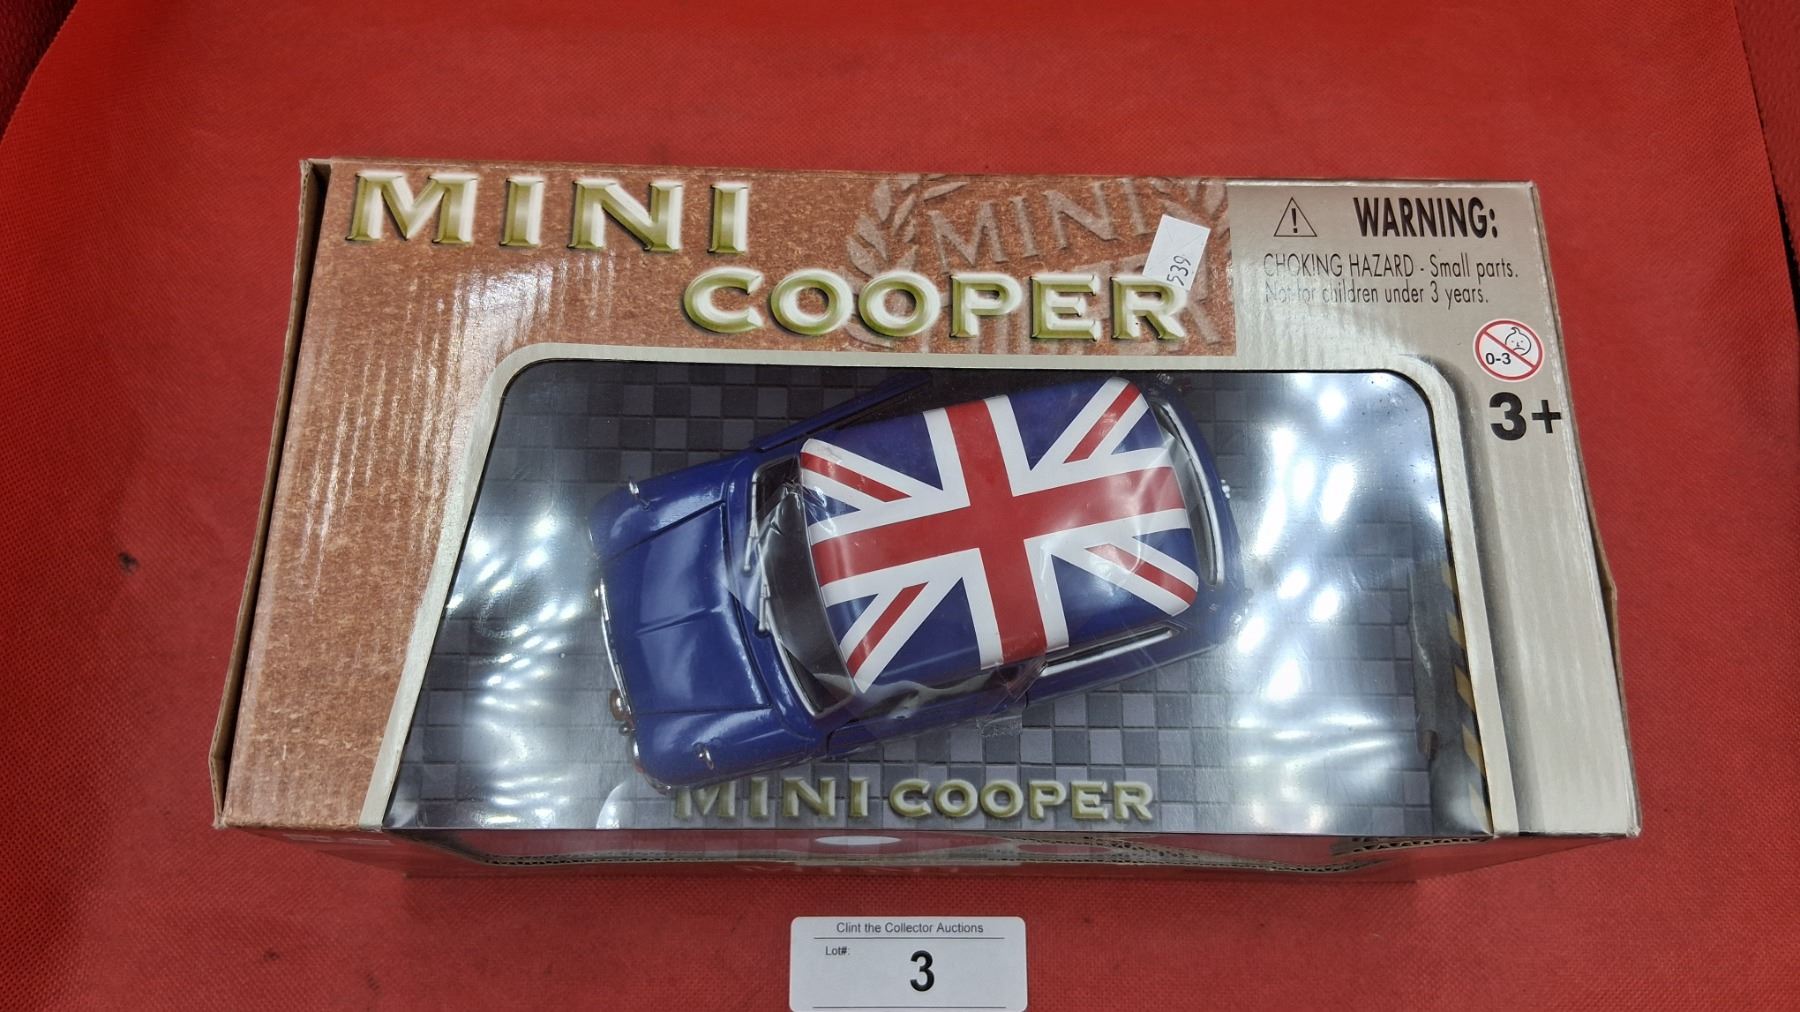 MINI
COOPER
MINI
539
WARNING:
CHOKING HAZARD - Small parts.
Not for children under 3 years.
0-3
3+
MINI COOPER
Clint the Collector Auctions
Lot#:
3